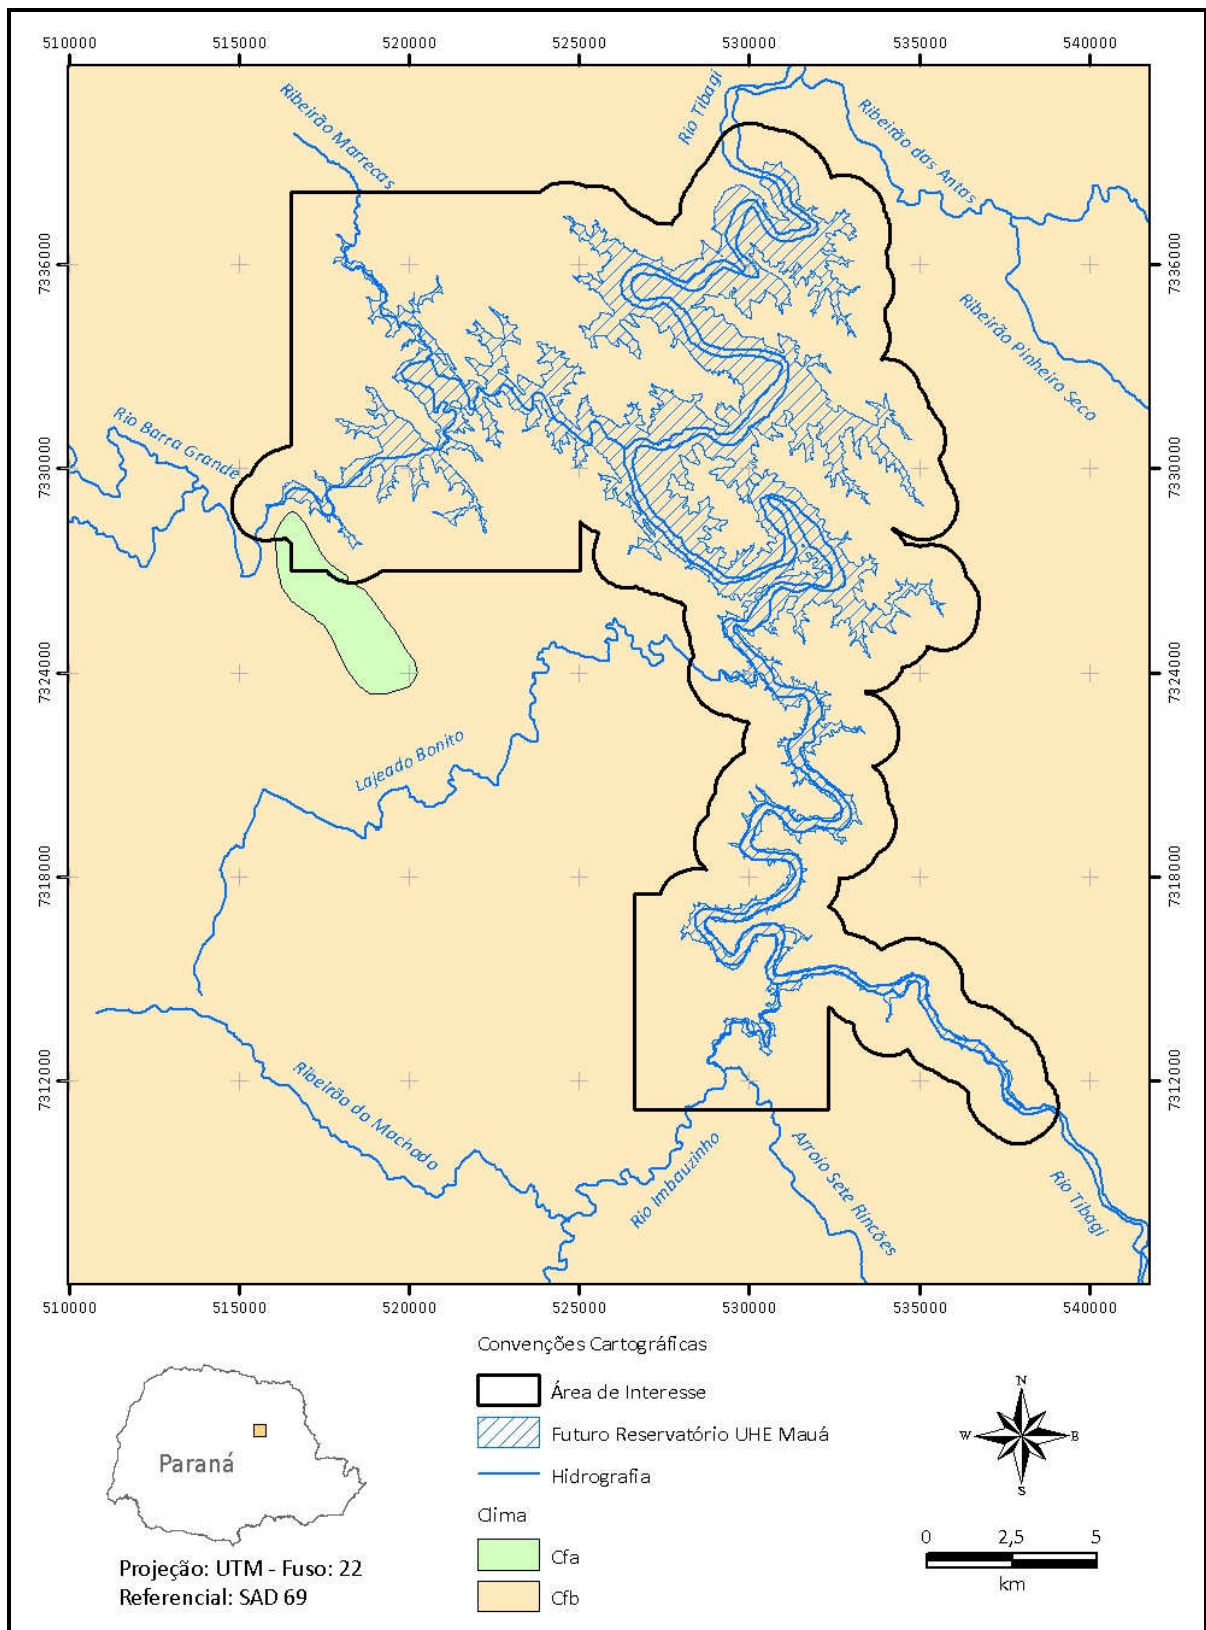 510000 515000 520000 525000 530000 535000 540000
Ribeirão Marrecas
Rio Tibagi
Ribeirão das Antas
7336000
7336000
Ribeirão Pinheiro Seco
Rio Barra Grande
7330000
7330000
7324000
7324000
Lajeado Bonito
7318000
7318000
7312000
7312000
Ribeirão do Machado
Rio Imbauzinho
Arroio Sete Rincões
Rio Tibagi
510000 515000 520000 525000 530000 535000 540000
Convenções Cartográficas
Área de Interesse
Futuro Reservatório UHE Mauá
Hidrografia
Clima
Cfa
Cfb
Paraná
Projeção: UTM - Fuso: 22
Referencial: SAD 69
N
W E
S
0 2,5 5
km